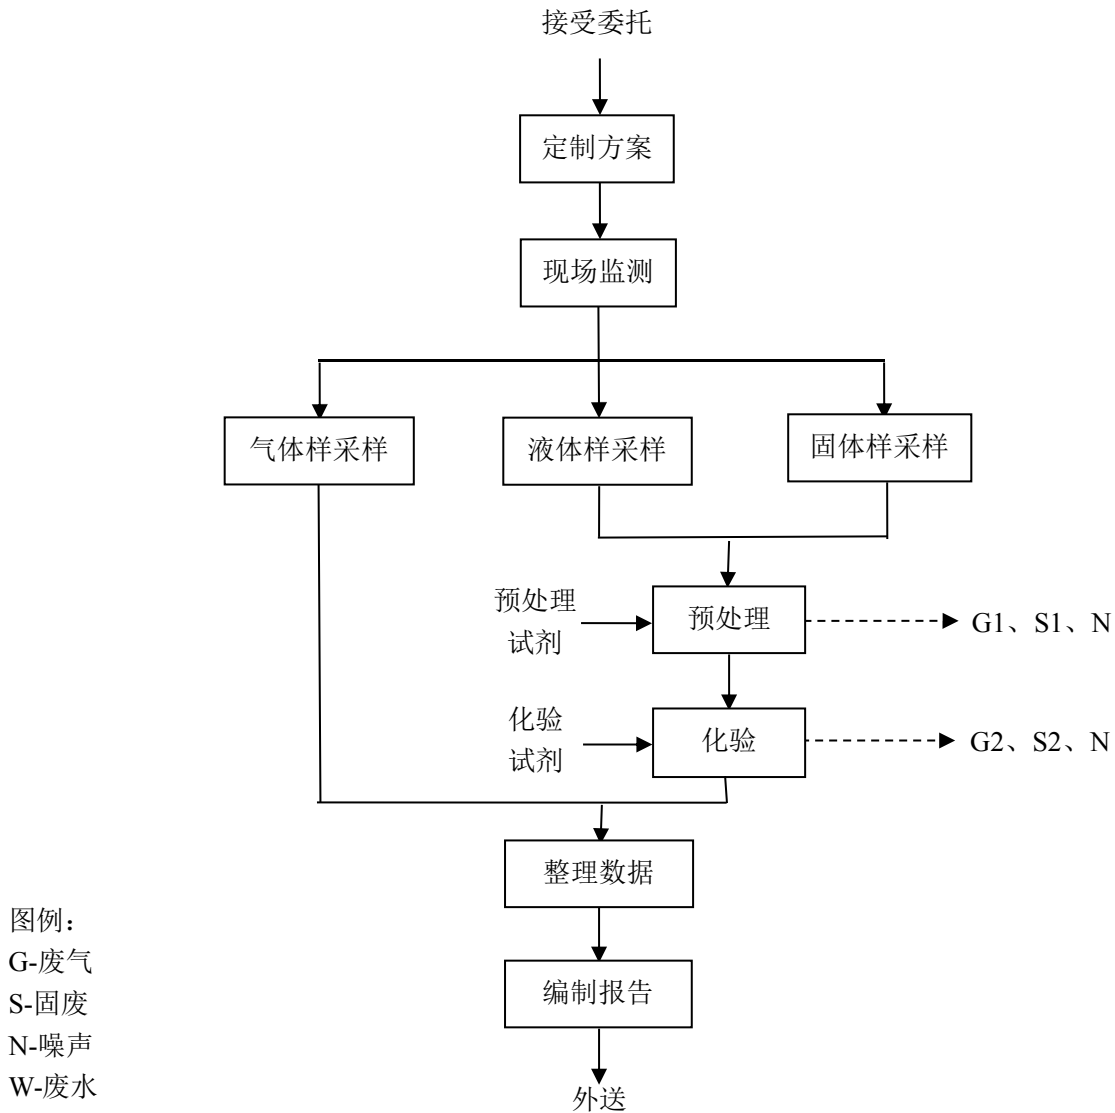 接受委托
定制方案
现场监测
气体样采样
液体样采样
固体样采样
预处理
试剂
预处理
G1、S1、N
化验
试剂
化验
G2、S2、N
整理数据
编制报告
外送
图例：
G-废气
S-固废
N-噪声
W-废水